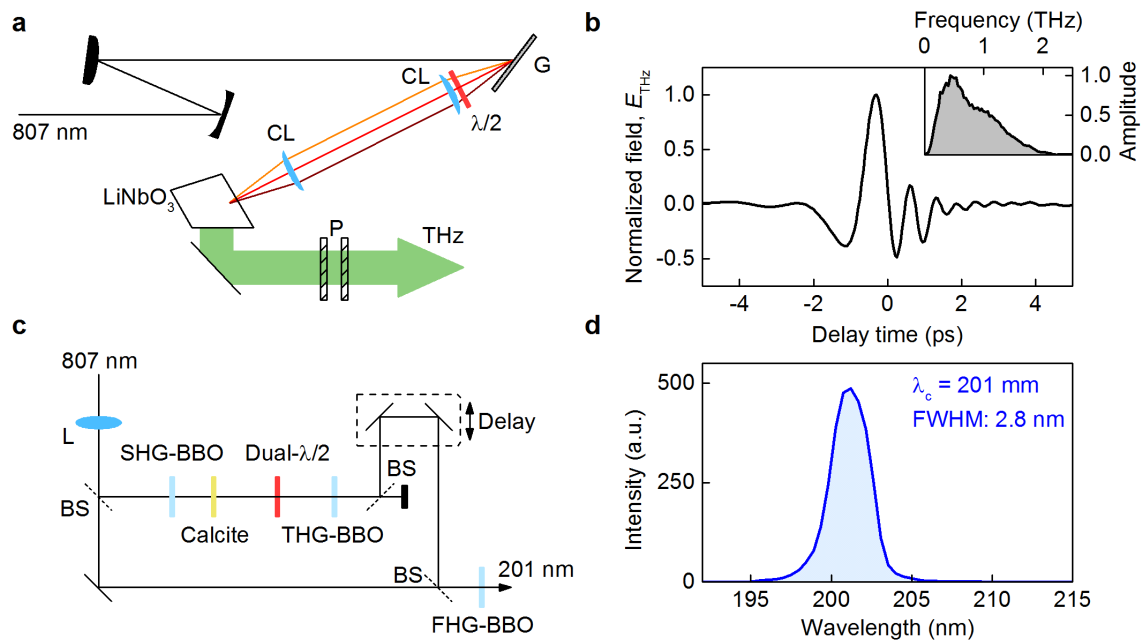 a
807 nm
CL
CL
G
λ/2
LiNbO₃
P
THz
b
Frequency (THz)
0 1 2
Amplitude
1.0
0.5
0.0
Normalized field, E_THz
1.0
0.5
0.0
-0.5
-4 -2 0 2 4
Delay time (ps)
c
807 nm
L
Delay
SHG-BBO Dual-λ/2 BS
BS
Calcite THG-BBO
BS 201 nm
FHG-BBO
d
λc = 201 mm
FWHM: 2.8 nm
Intensity (a.u.)
500
250
0
195 200 205 210 215
Wavelength (nm)